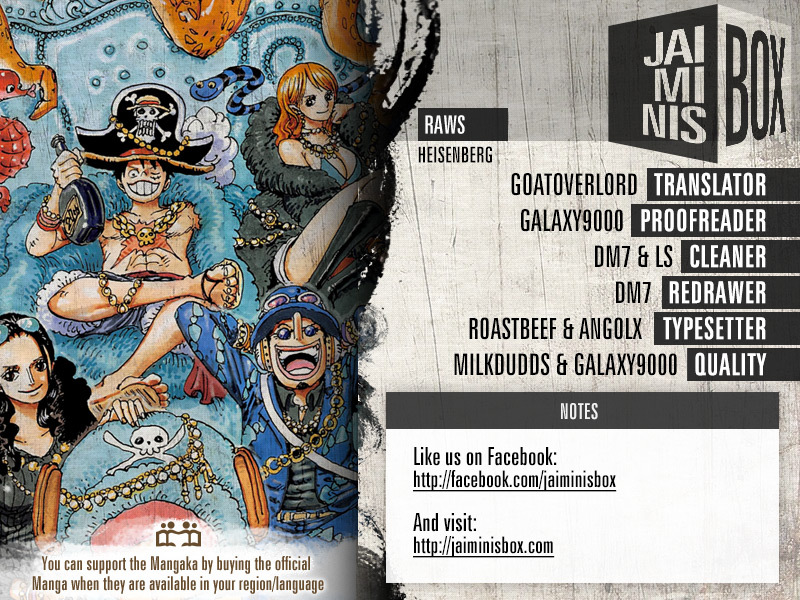 JAI
MI
NIS
BOX
RAWS
HEISENBERG
GOATOVERLORD TRANSLATOR
GALAXY9000 PROOFREADER
DM7 & LS CLEANER
DM7 REDRAWER
ROASTBEEF & ANGOLX TYPESETTER
MILKDUDDS & GALAXY9000 QUALITY
NOTES
Like us on Facebook:
http://facebook.com/jaiminisbox
And visit:
http://jaiminisbox.com
You can support the Mangaka by buying the official
Manga when they are available in your region/language